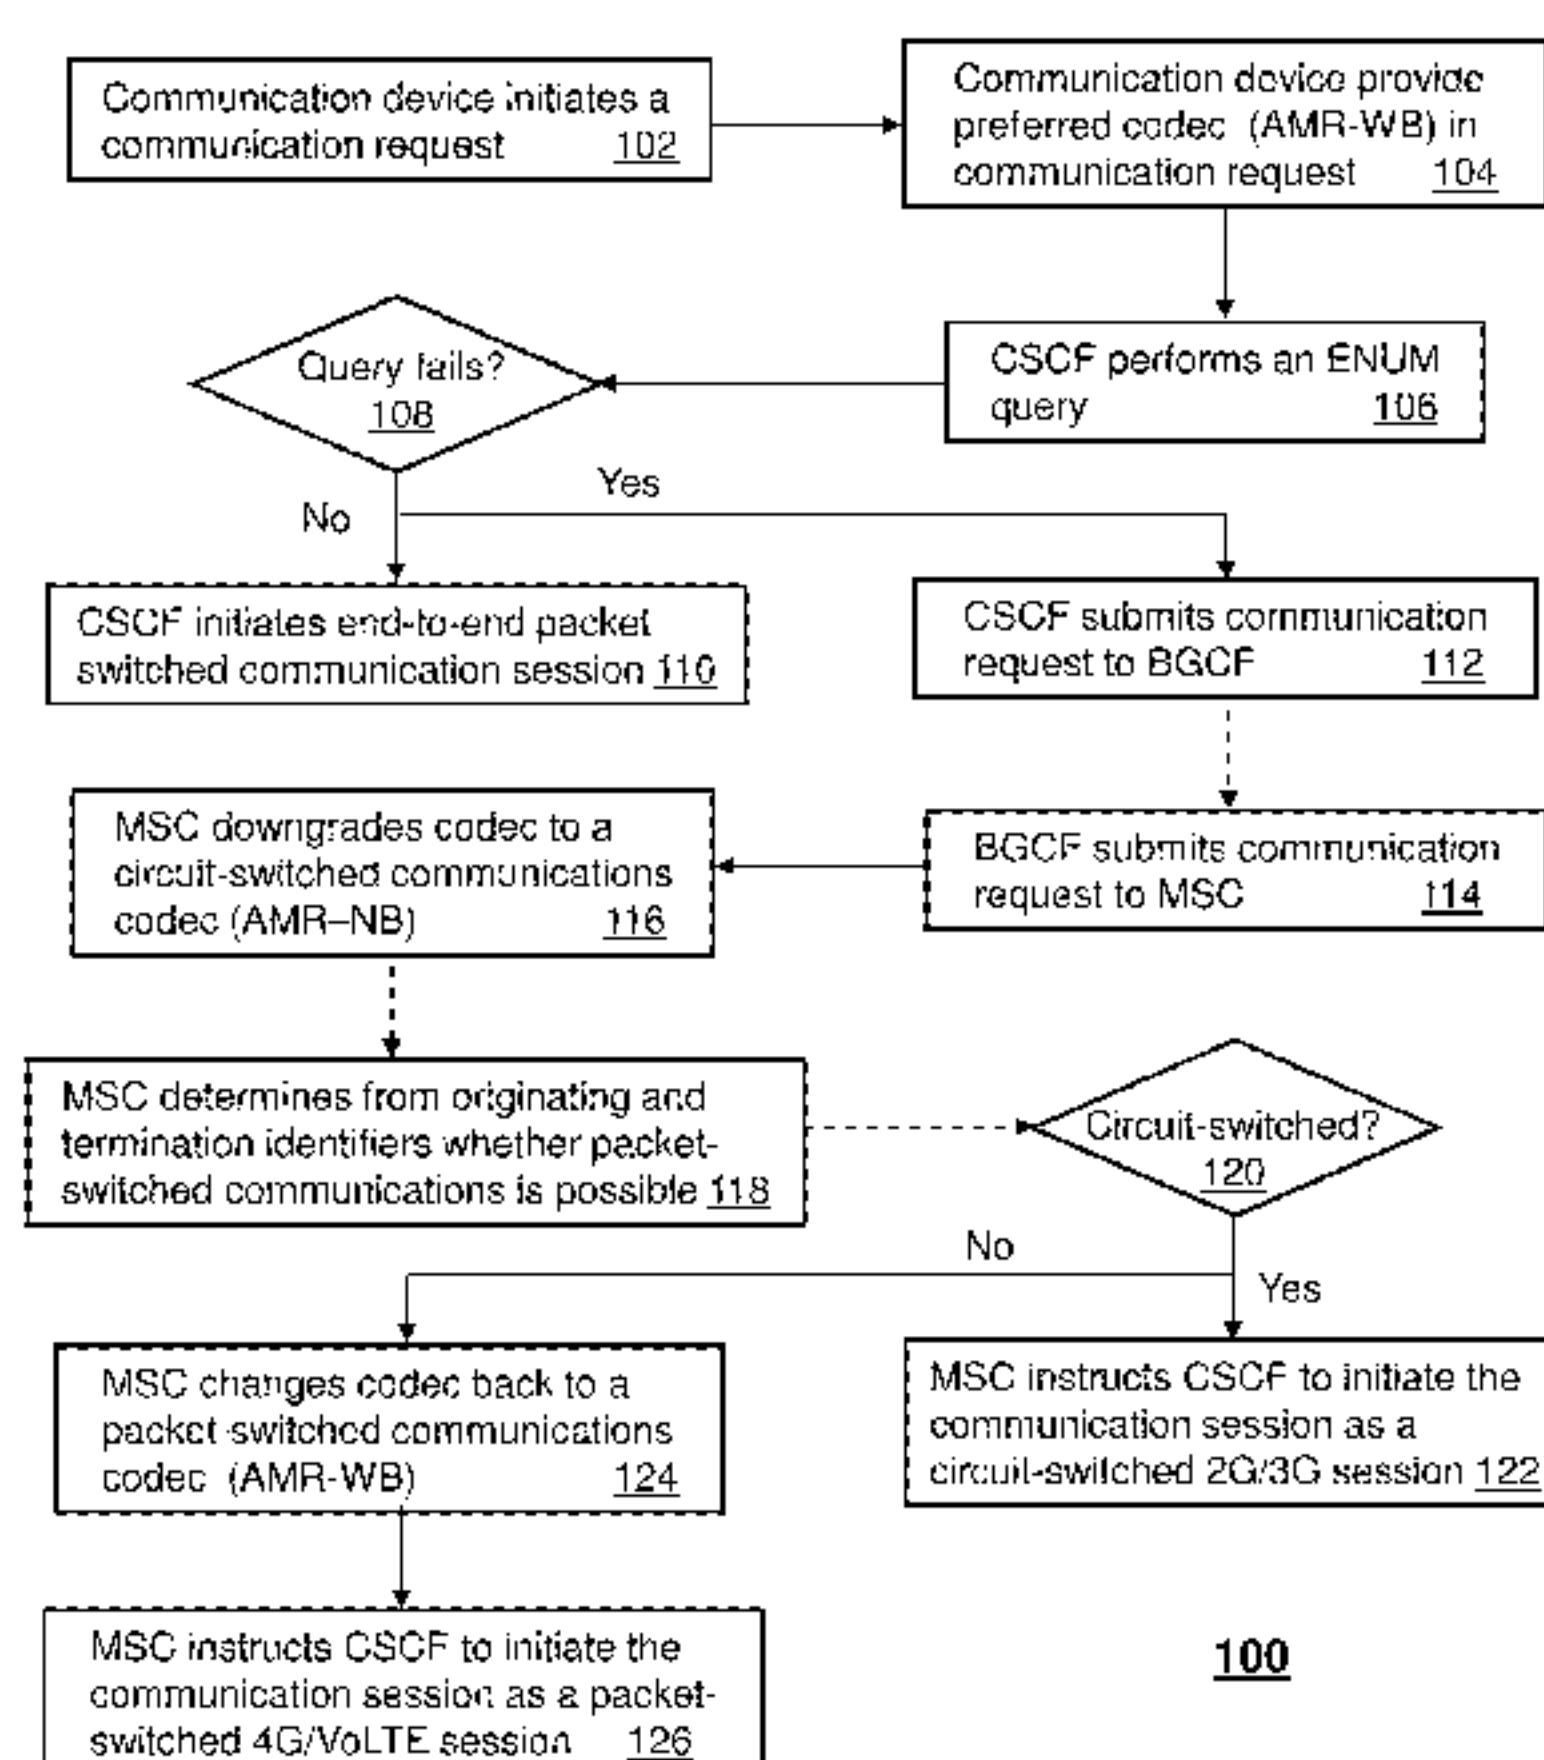 Communication device initiates a
communication request 102
Communication device provide
preferred codec (AMR-WB) in
communication request 104
CSCF performs an ENUM
query 106
Query fails?
108
Yes
No
CSCF initiates end-to-end packet
switched communication session 110
CSCF submits communication
request to BGCF 112
BGCF submits communication
request to MSC 114
MSC downgrades codec to a
circuit-switched communications
codec (AMR–NB) 116
MSC determines from originating and
termination identifiers whether packet-
switched communications is possible 118
Circuit-switched?
120
No
Yes
MSC instructs CSCF to initiate the
communication session as a
circuit-switched 2G/3G session 122
MSC changes codec back to a
packet-switched communications
codec (AMR-WB) 124
MSC instructs CSCF to initiate the
communication session as a packet-
switched 4G/VoLTE session 126
100